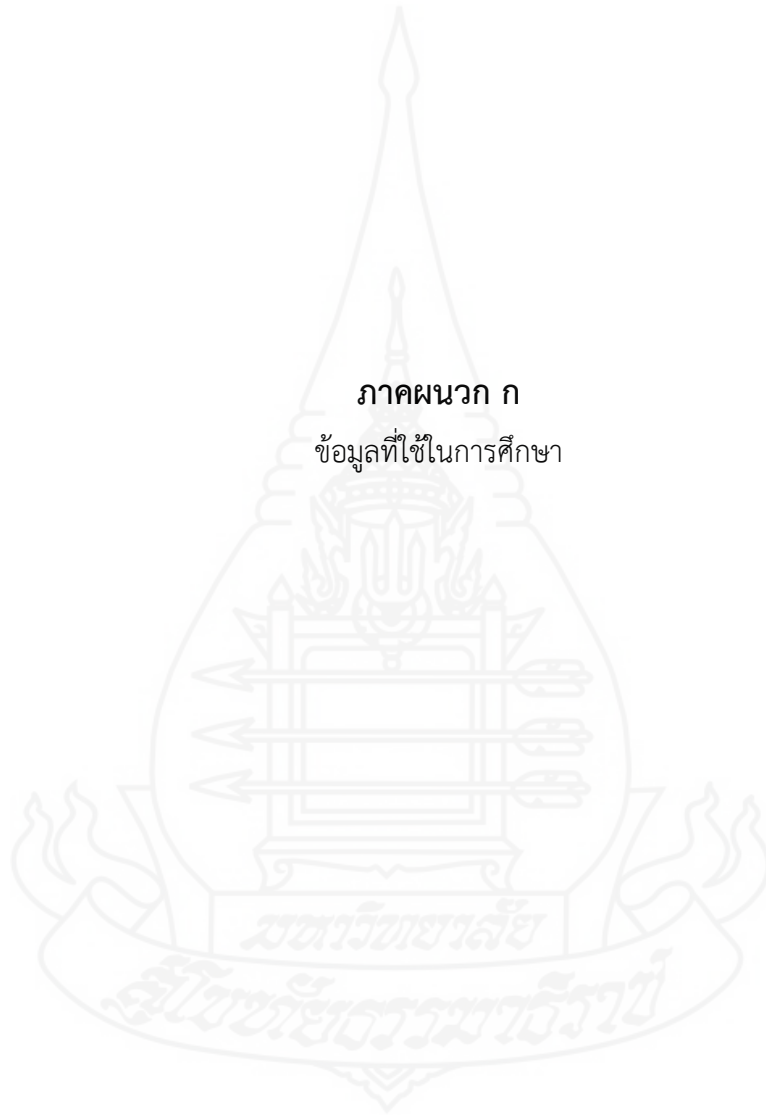 ภาคผนวก ก
ข้อมูลที่ใช้ในการศึกษา
มหาวิทยาลัย
สุโขทัยธรรมาธิราช